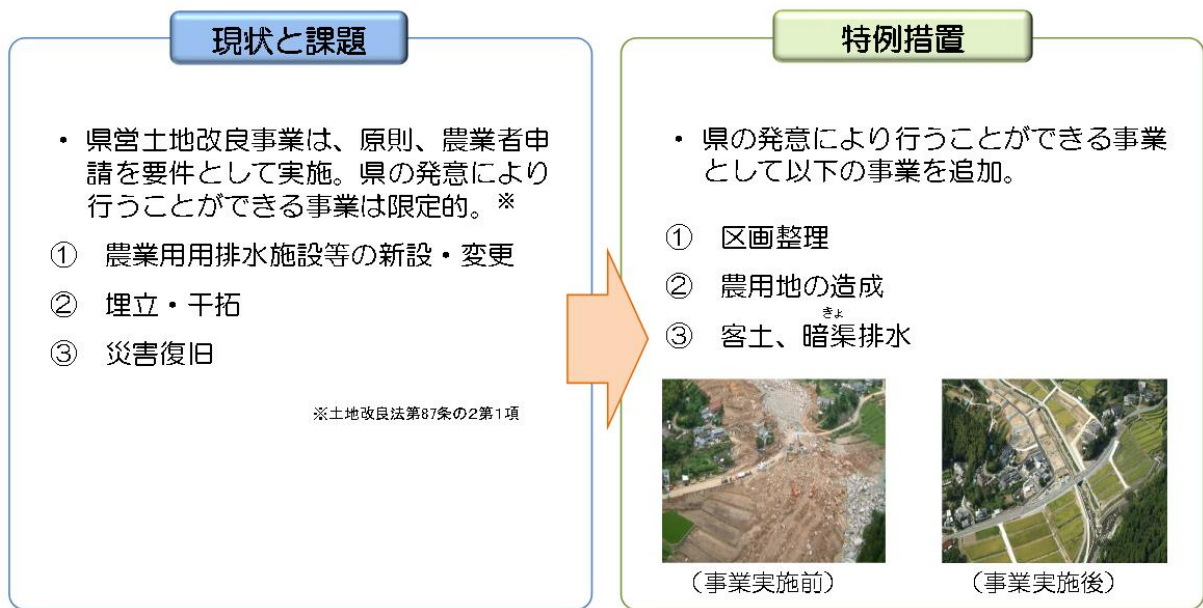 現状と課題
・ 県営土地改良事業は、原則、農業者申
請を要件として実施。県の発意により
行うことができる事業は限定的。※
① 農業用用排水施設等の新設・変更
② 埋立・干拓
③ 災害復旧
※土地改良法第87条の2第1項
特例措置
・ 県の発意により行うことができる事業
として以下の事業を追加。
① 区画整理
② 農用地の造成
きょ
③ 客土、暗渠排水
（事業実施前）
（事業実施後）